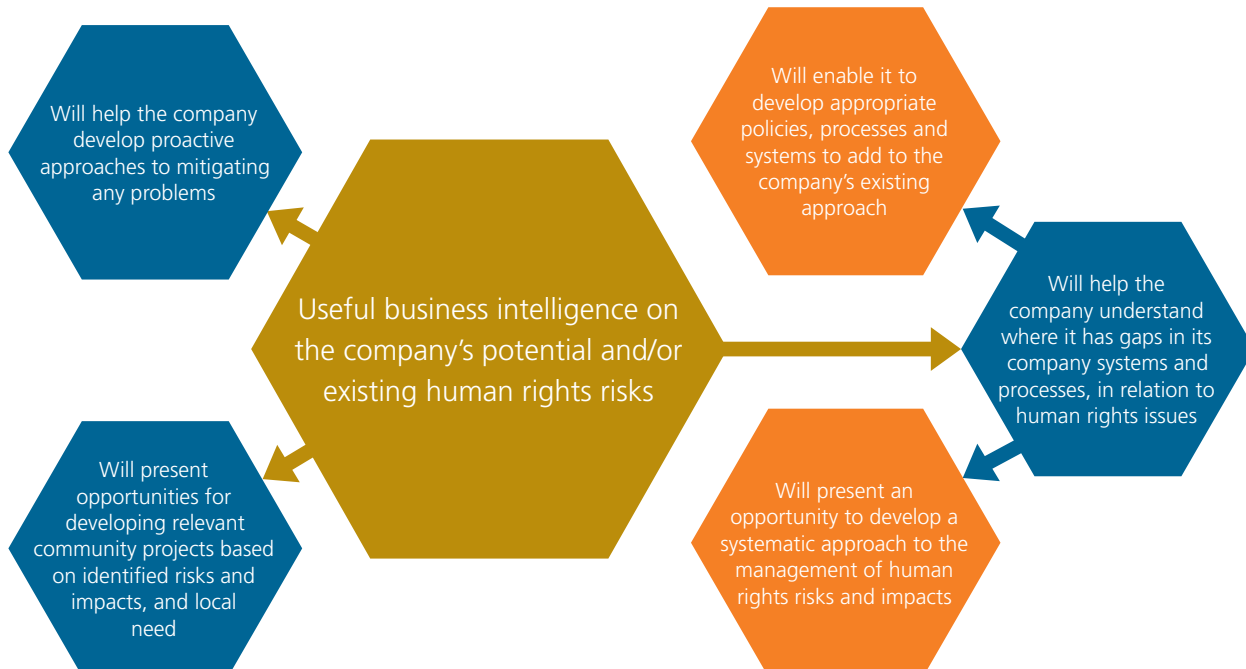 Will help the company
develop proactive
approaches to mitigating
any problems
Will enable it to
develop appropriate
policies, processes and
systems to add to the
company's existing
approach
Useful business intelligence on
the company's potential and/or
existing human rights risks
Will help the
company understand
where it has gaps in its
company systems and
processes, in relation to
human rights issues
Will present
opportunities for
developing relevant
community projects based
on identified risks and
impacts, and local
need
Will present an
opportunity to develop a
systematic approach to the
management of human
rights risks and impacts